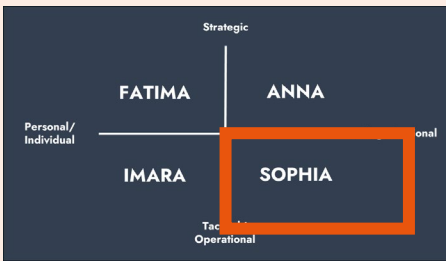 Strategic
FATIMA ANNA
Personal/
Individual
IMARA SOPHIA
Operational